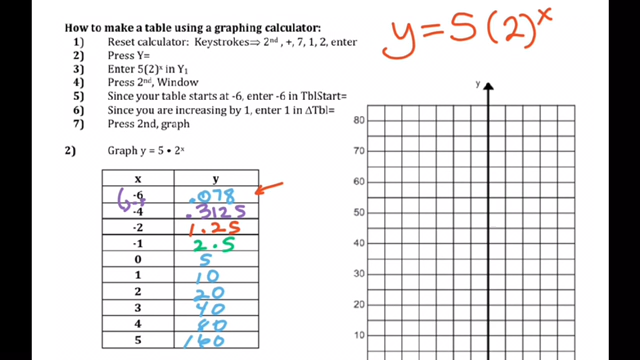 How to make a table using a graphing calculator:
y = 5 (2)ˣ
1) Reset calculator: Keystrokes⇒ 2ⁿᵈ , +, 7, 1, 2, enter
2) Press Y=
3) Enter 5(2)ˣ in Y₁
4) Press 2ⁿᵈ, Window
5) Since your table starts at -6, enter -6 in TblStart=
6) Since you are increasing by 1, enter 1 in ΔTbl=
7) Press 2nd, graph
y
2) Graph y = 5 • 2ˣ
x y
-6 .078
-4 .3125
-2 1.25
-1 2.5
0 5
1 10
2 20
3 40
4 80
5 160
80
70
60
50
40
30
20
10